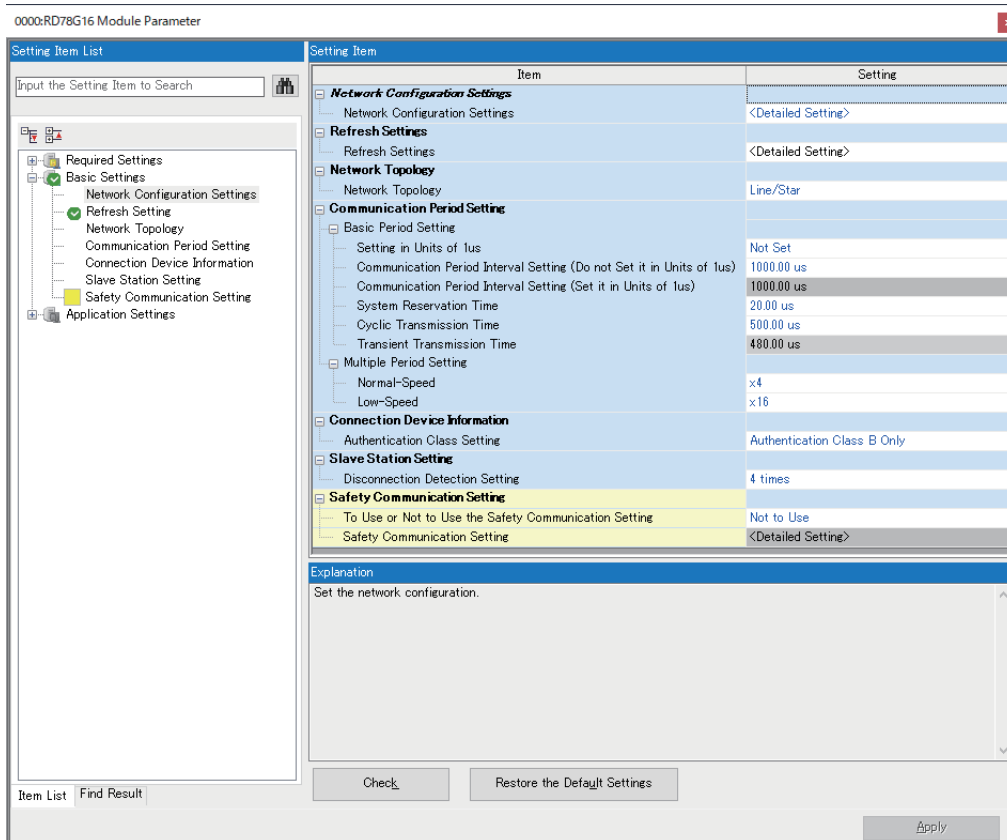 0000:RD78G16 Module Parameter
Setting Item List
Input the Setting Item to Search
Required Settings
Basic Settings
Network Configuration Settings
Refresh Setting
Network Topology
Communication Period Setting
Connection Device Information
Slave Station Setting
Safety Communication Setting
Application Settings
Item List
Find Result
Setting Item
Item Setting
Network Configuration Settings
Network Configuration Settings <Detailed Setting>
Refresh Settings
Refresh Settings <Detailed Setting>
Network Topology
Network Topology Line/Star
Communication Period Setting
Basic Period Setting
Setting in Units of 1us Not Set
Communication Period Interval Setting (Do not Set it in Units of 1us) 1000.00 us
Communication Period Interval Setting (Set it in Units of 1us) 1000.00 us
System Reservation Time 20.00 us
Cyclic Transmission Time 500.00 us
Transient Transmission Time 480.00 us
Multiple Period Setting
Normal-Speed x4
Low-Speed x16
Connection Device Information
Authentication Class Setting Authentication Class B Only
Slave Station Setting
Disconnection Detection Setting 4 times
Safety Communication Setting
To Use or Not to Use the Safety Communication Setting Not to Use
Safety Communication Setting <Detailed Setting>
Explanation
Set the network configuration.
Check
Restore the Default Settings
Apply